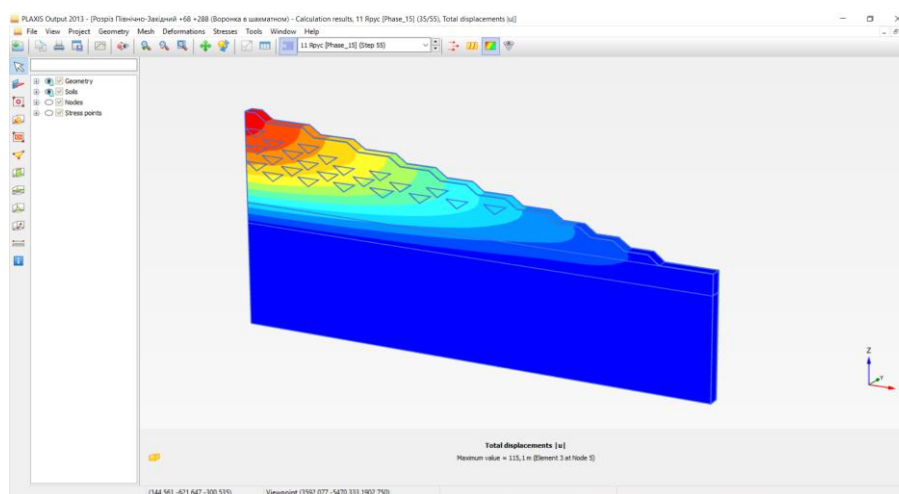 PLAXIS Output 2013 - [Розріз Північно-Західний +68 +288 (Воронка в шахматном) - Calculation results, 11 Ярус [Phase_15] (35/55), Total displacements |u|]
File View Project Geometry Mesh Deformations Stresses Tools Window Help
11 Ярус [Phase_15] (Step 55)
Geometry
Soils
Nodes
Stress points
Z
Y
Total displacements |u|
Maximum value = 115,1 m (Element 3 at Node 5)
(144.561 -621.647 -300.535) Viewpoint (3592.077 -5470.333 1902.750)